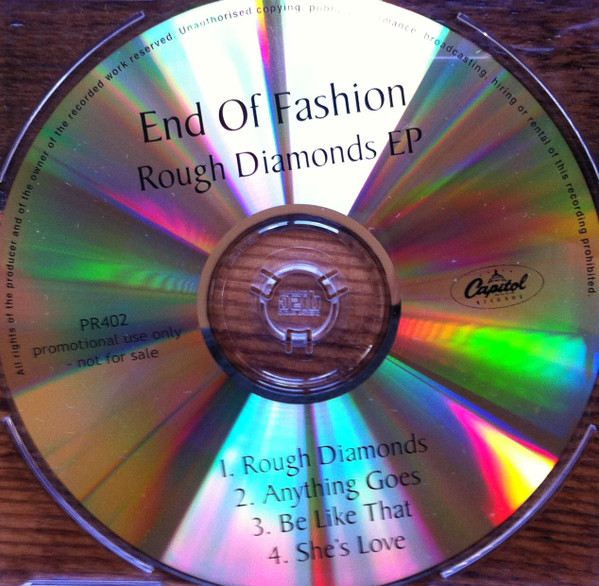 All rights of the producer and of the owner of the recorded work reserved. Unauthorised copying, public performance, broadcasting, hiring or rental of this recording prohibited.
End Of Fashion
Rough Diamonds EP
Capitol
RECORDS
PR402
promotional use only
- not for sale
1. Rough Diamonds
2. Anything Goes
3. Be Like That
4. She's Love